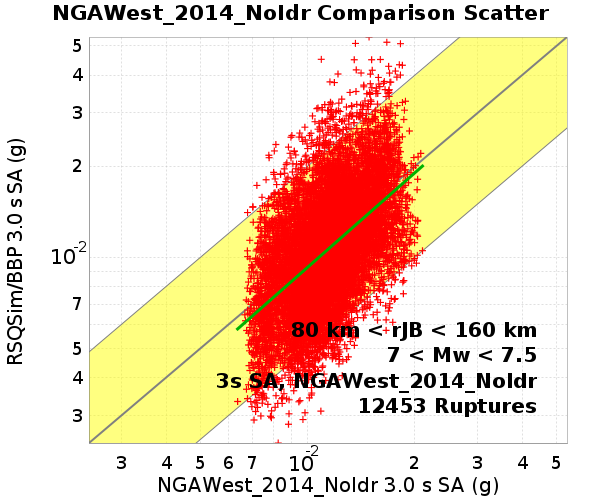 NGAWest_2014_NoIdr Comparison Scatter
RSQSim/BBP 3.0 s SA (g)
5
4
3
2
10-2
7
5
4
3
80 km < rJB < 160 km
7 < Mw < 7.5
3s SA, NGAWest_2014_NoIdr
12453 Ruptures
3 4 5 6 7 10-2 2 3 4 5
NGAWest_2014_NoIdr 3.0 s SA (g)